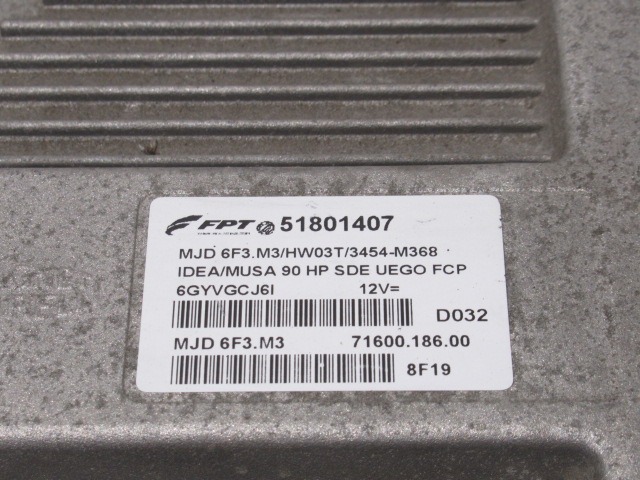 FPT 51801407
MJD 6F3.M3/HW03T/3454-M368
IDEA/MUSA 90 HP SDE UEGO FCP
6GYVGCJ6I 12V=
D032
MJD 6F3.M3 71600.186.00
8F19